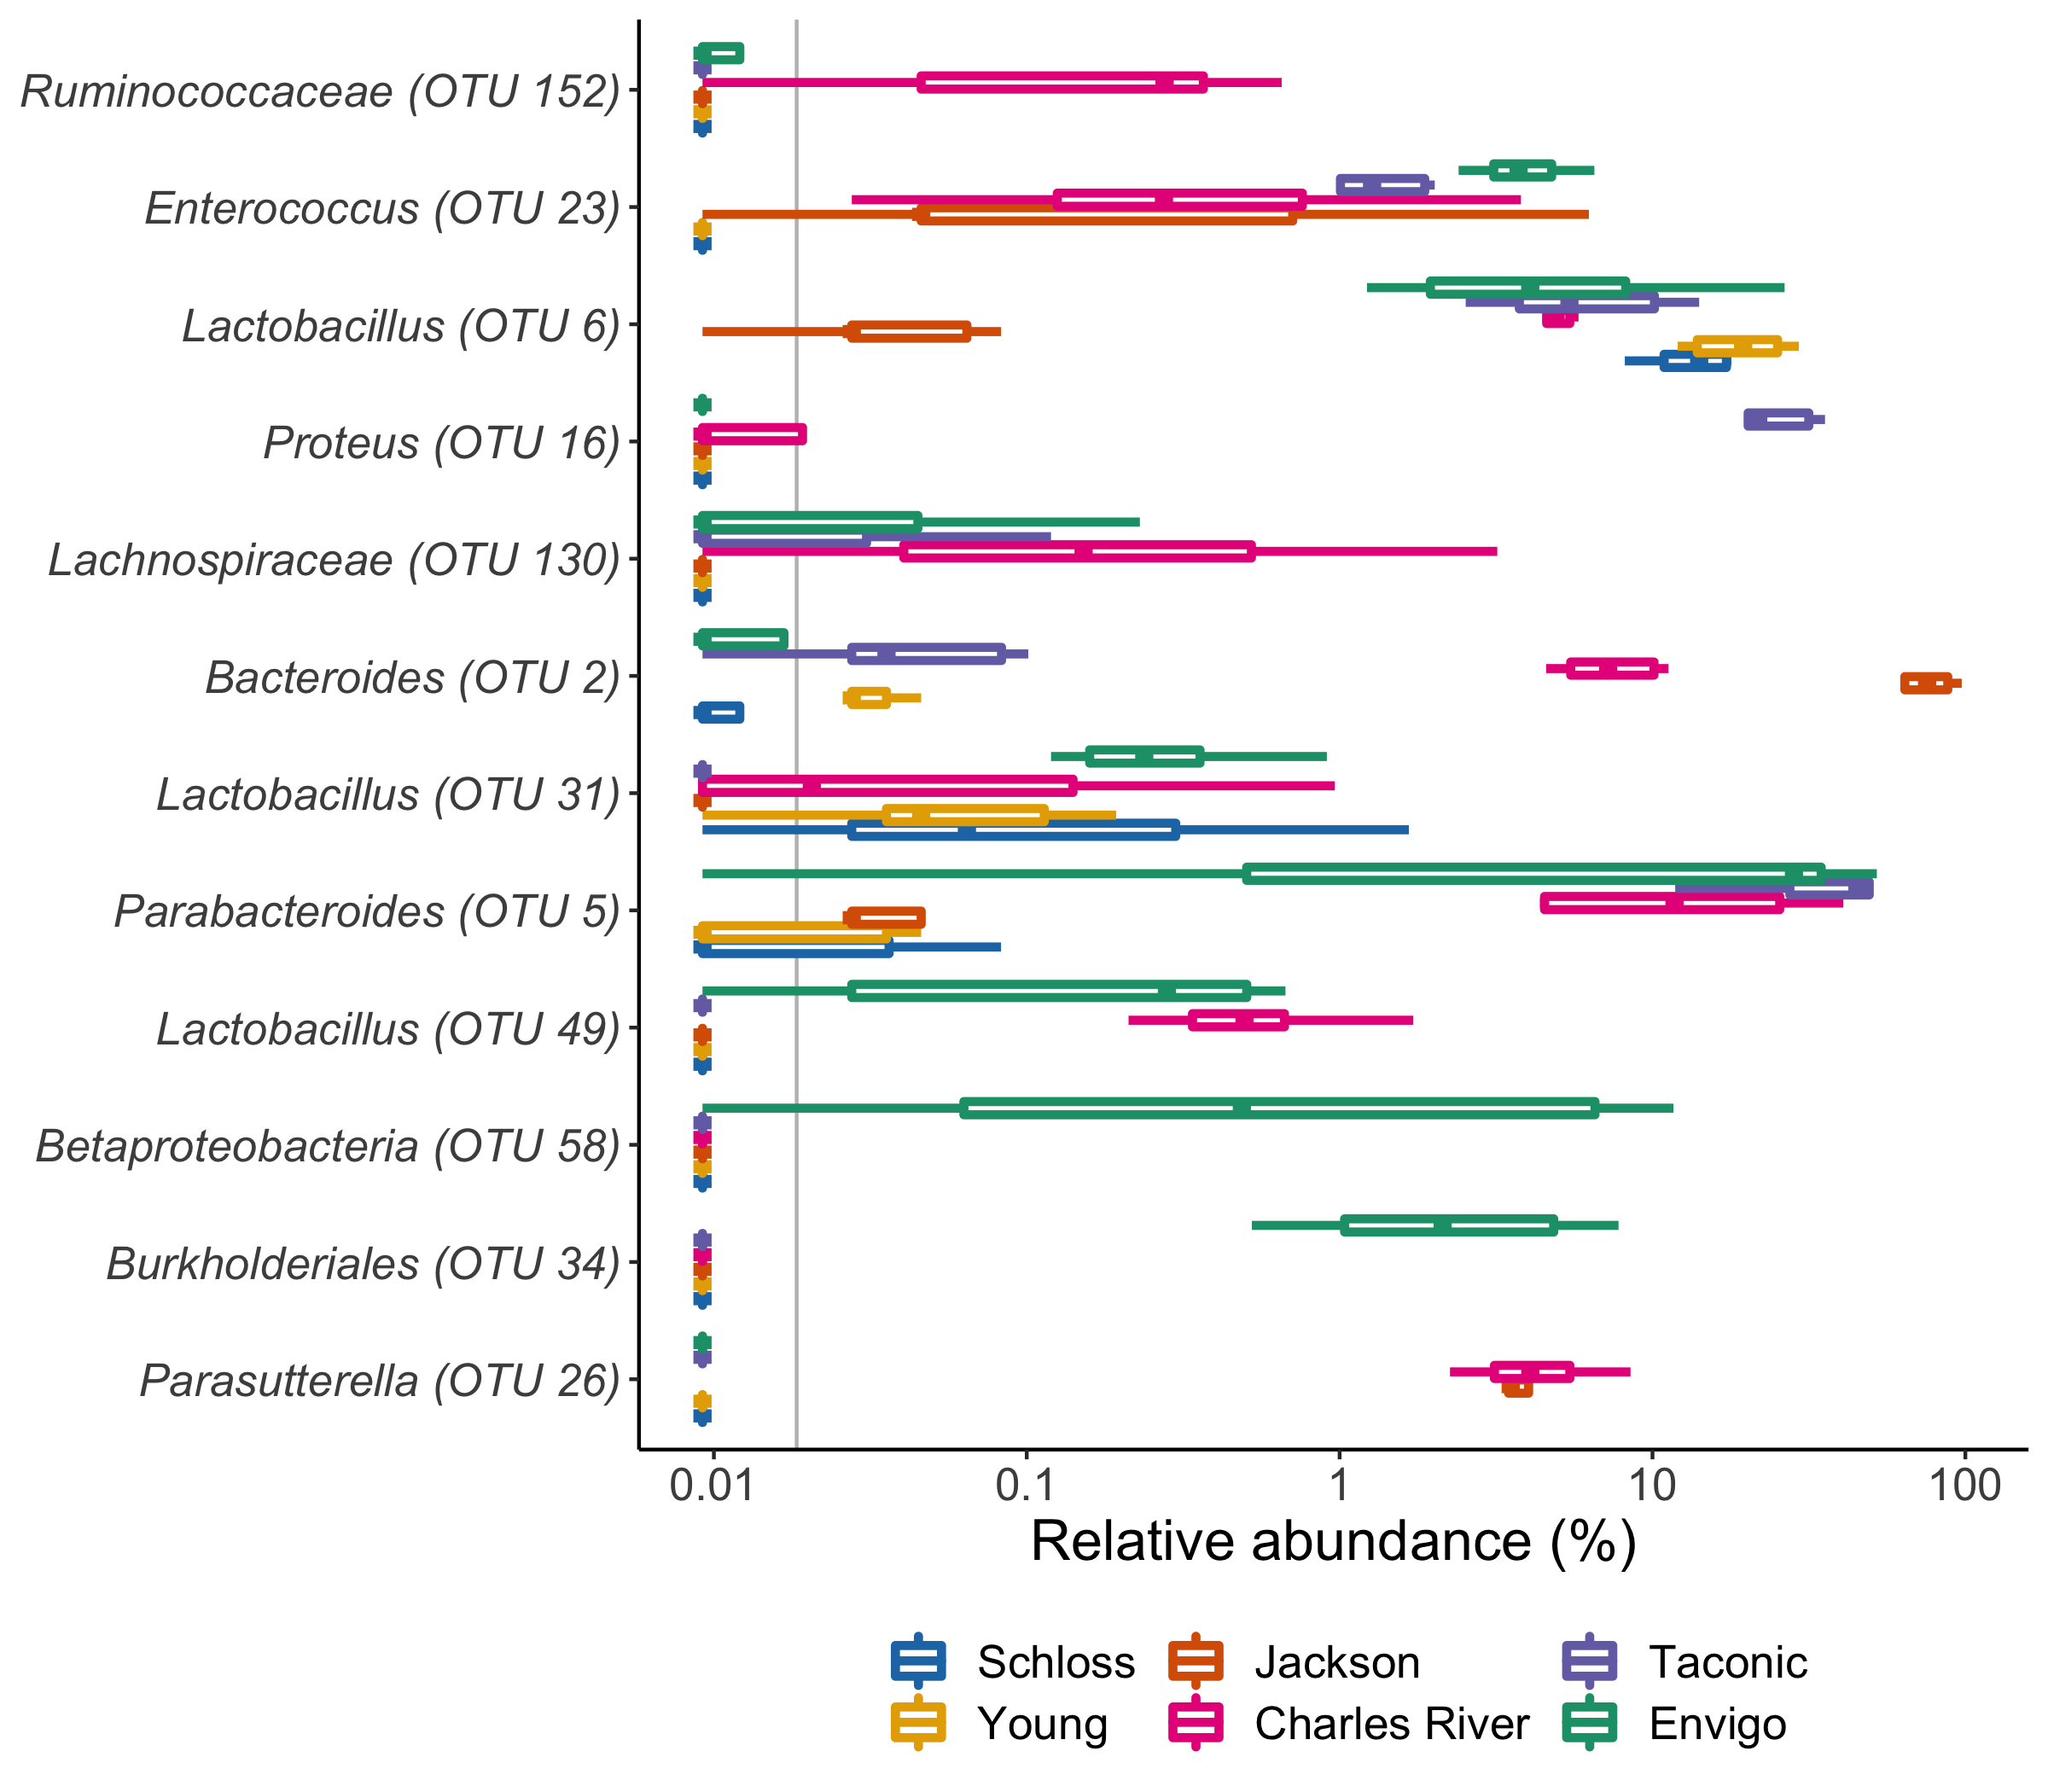 Ruminococcaceae (OTU 152)
Enterococcus (OTU 23)
Lactobacillus (OTU 6)
Proteus (OTU 16)
Lachnospiraceae (OTU 130)
Bacteroides (OTU 2)
Lactobacillus (OTU 31)
Parabacteroides (OTU 5)
Lactobacillus (OTU 49)
Betaproteobacteria (OTU 58)
Burkholderiales (OTU 34)
Parasutterella (OTU 26)
0.01 0.1 1 10 100
Relative abundance (%)
Schloss Jackson Taconic
Young Charles River Envigo